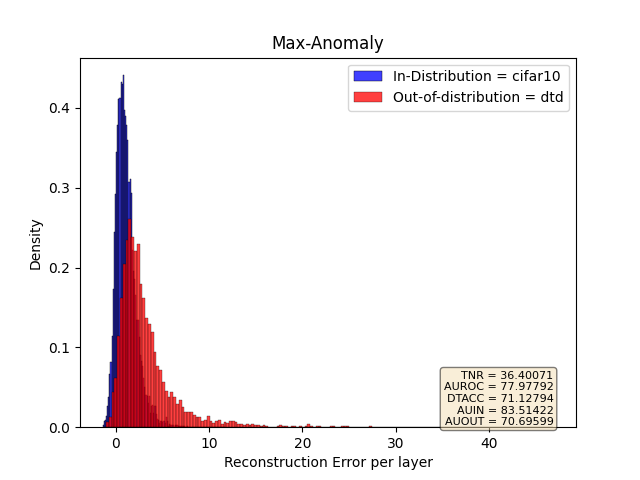 Max-Anomaly
In-Distribution = cifar10
Out-of-distribution = dtd
Density
0.4
0.3
0.2
0.1
0.0
TNR = 36.40071
AUROC = 77.97792
DTACC = 71.12794
AUIN = 83.51422
AUOUT = 70.69599
0 10 20 30 40
Reconstruction Error per layer